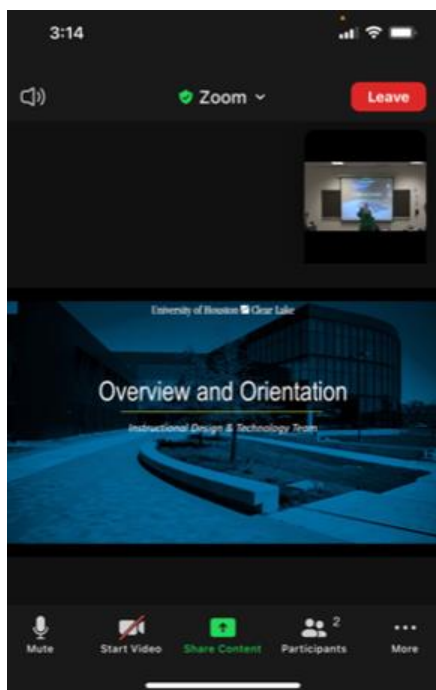 3:14
Zoom
Leave
University of Houston Clear Lake
Overview and Orientation
Instructional Design & Technology Team
Mute
Start Video
Share Content
Participants
2
More